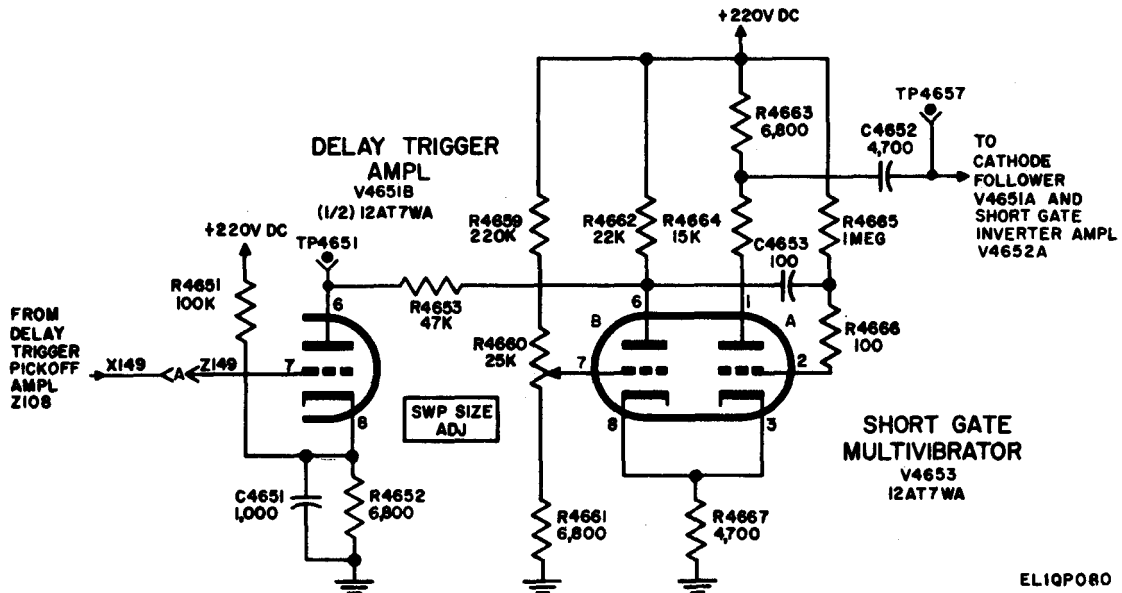 +220V DC
TP4657
R4663
6,800
C4652
4,700
TO
CATHODE
FOLLOWER
V4651A AND
SHORT GATE
INVERTER AMPL
V4652A
DELAY TRIGGER
AMPL
V4651B
(1/2) 12AT7WA
+220V DC
TP4651
R4659
220K
R4662
22K
R4664
15K
R4665
1MEG
C4653
100
R4651
100K
R4653
47K
6
6
1
B
A
R4666
100
FROM
DELAY
TRIGGER
PICKOFF
AMPL
Z108
X149
A
Z149
7
R4660
25K
7
2
8
SWP SIZE
ADJ
8
3
SHORT GATE
MULTIVIBRATOR
V4653
12AT7WA
C4651
1,000
R4652
6,800
R4661
6,800
R4667
4,700
EL1QP080